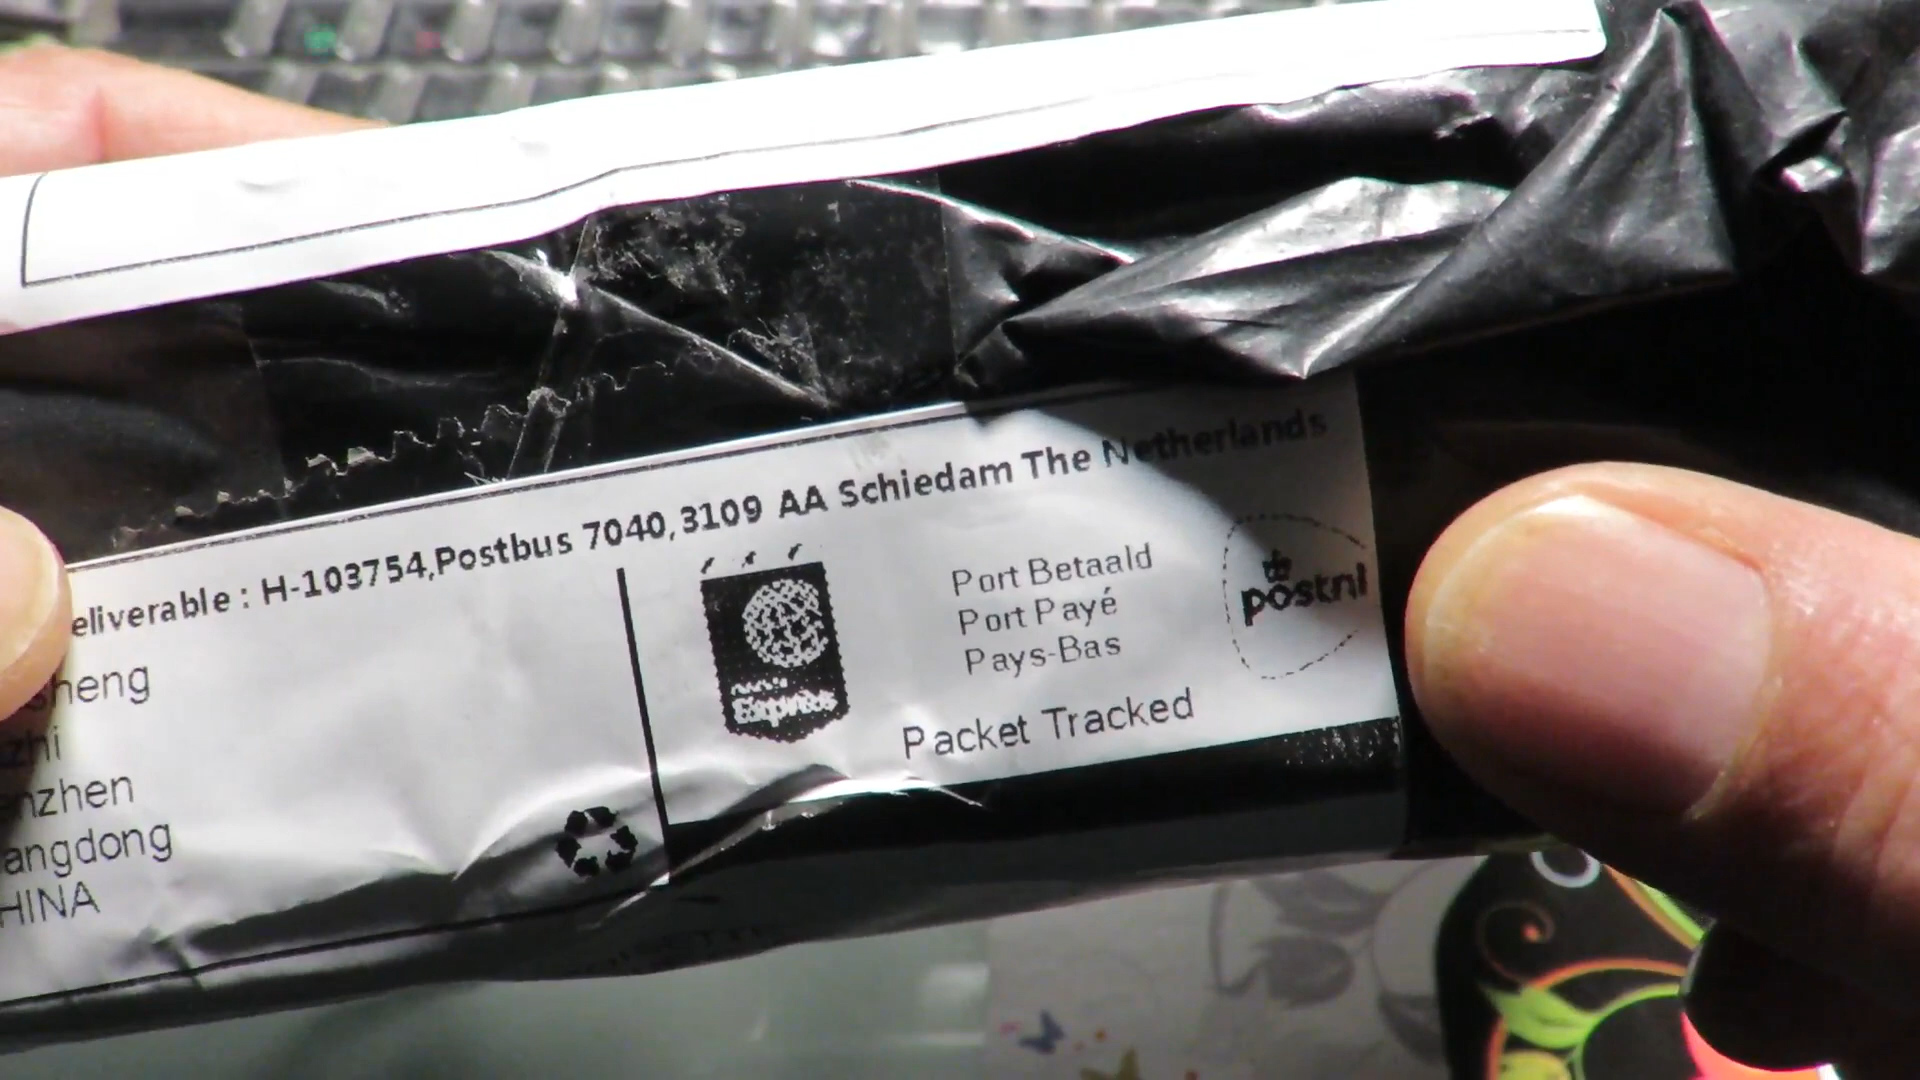 eliverable : H-103754,Postbus 7040,3109 AA Schiedam The Netherlands
heng
zhi
nzhen
angdong
HINA
Port Betaald
Port Payé
Pays-Bas
postnl
Packet Tracked